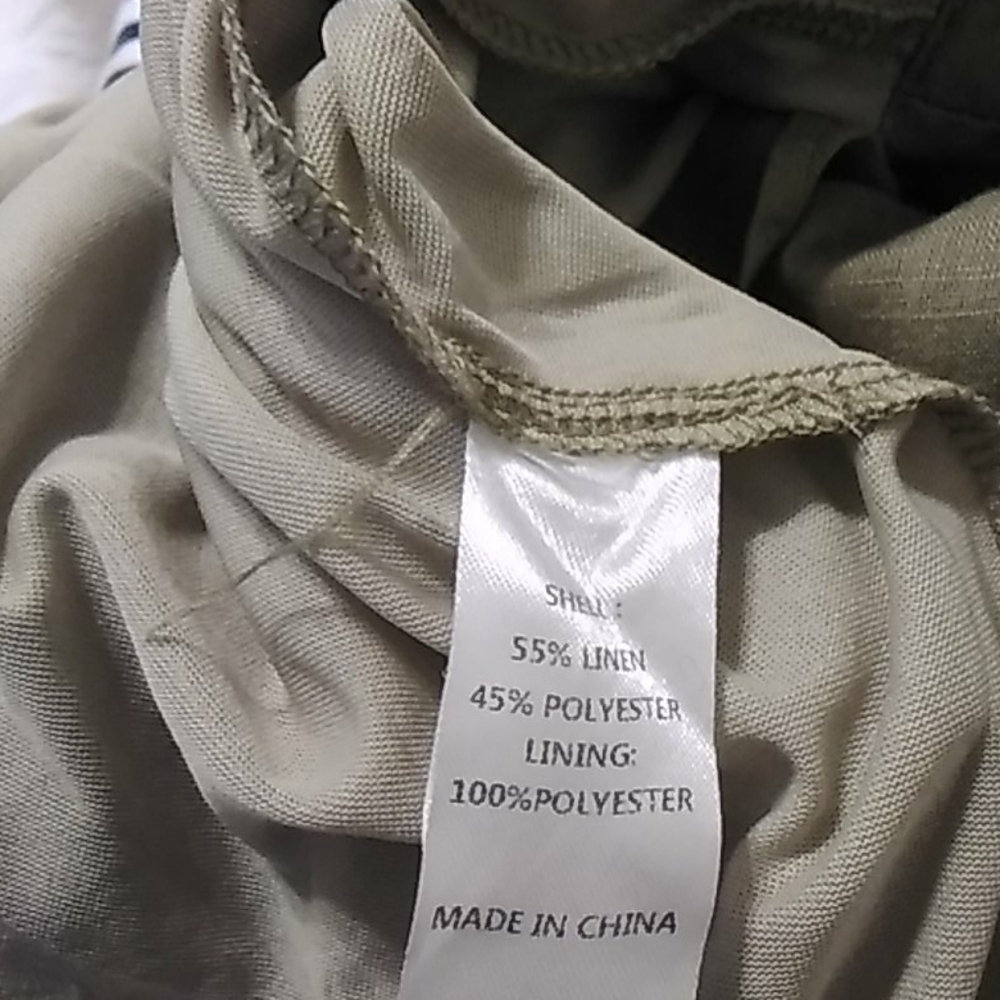 SHELL:
55% LINEN
45% POLYESTER
LINING:
100%POLYESTER
MADE IN CHINA